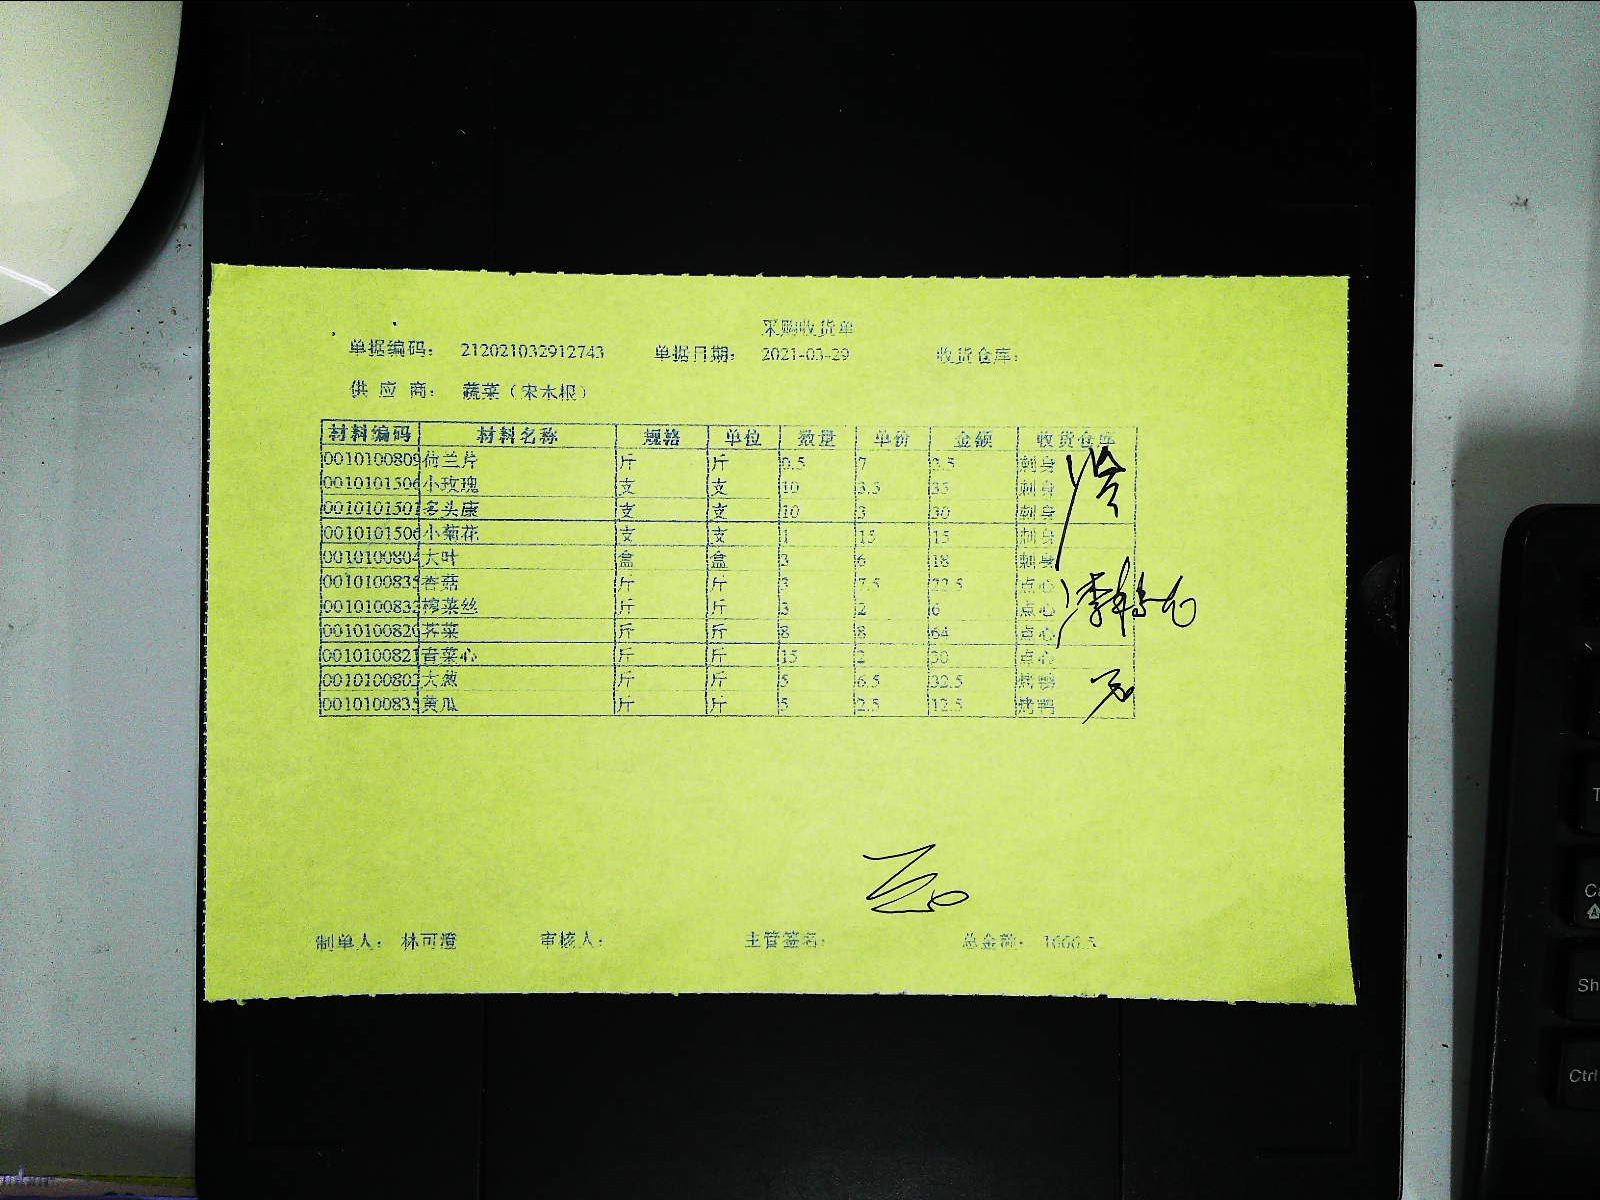 采购收货单
单据编码： 212021032912743 单据日期： 2021-03-29 收货仓库：
供 应 商： 蔬菜（宋木根）
材料编码 材料名称 规格 单位 数量 单价 金额 收货仓库
0010100809 荷兰芹 斤 斤 0.5 7 3.5 刺身
0010101506 小玫瑰 支 支 10 3.5 35 刺身
0010101501 多头康 支 支 10 3 30 刺身
0010101506 小菊花 支 支 1 15 15 刺身
0010100804 大叶 盒 盒 3 6 18 刺身
0010100835 香菇 斤 斤 3 7.5 22.5 点心
0010100832 榨菜丝 斤 斤 3 2 6 点心
0010100820 芥菜 斤 斤 8 8 64 点心
0010100821 青菜心 斤 斤 15 2 30 点心
0010100802 大葱 斤 斤 5 6.5 32.5 烤鸭
0010100835 黄瓜 斤 斤 5 2.5 12.5 烤鸭
制单人： 林可澄 审核人： 主管签名： 总金额：
Ctrl